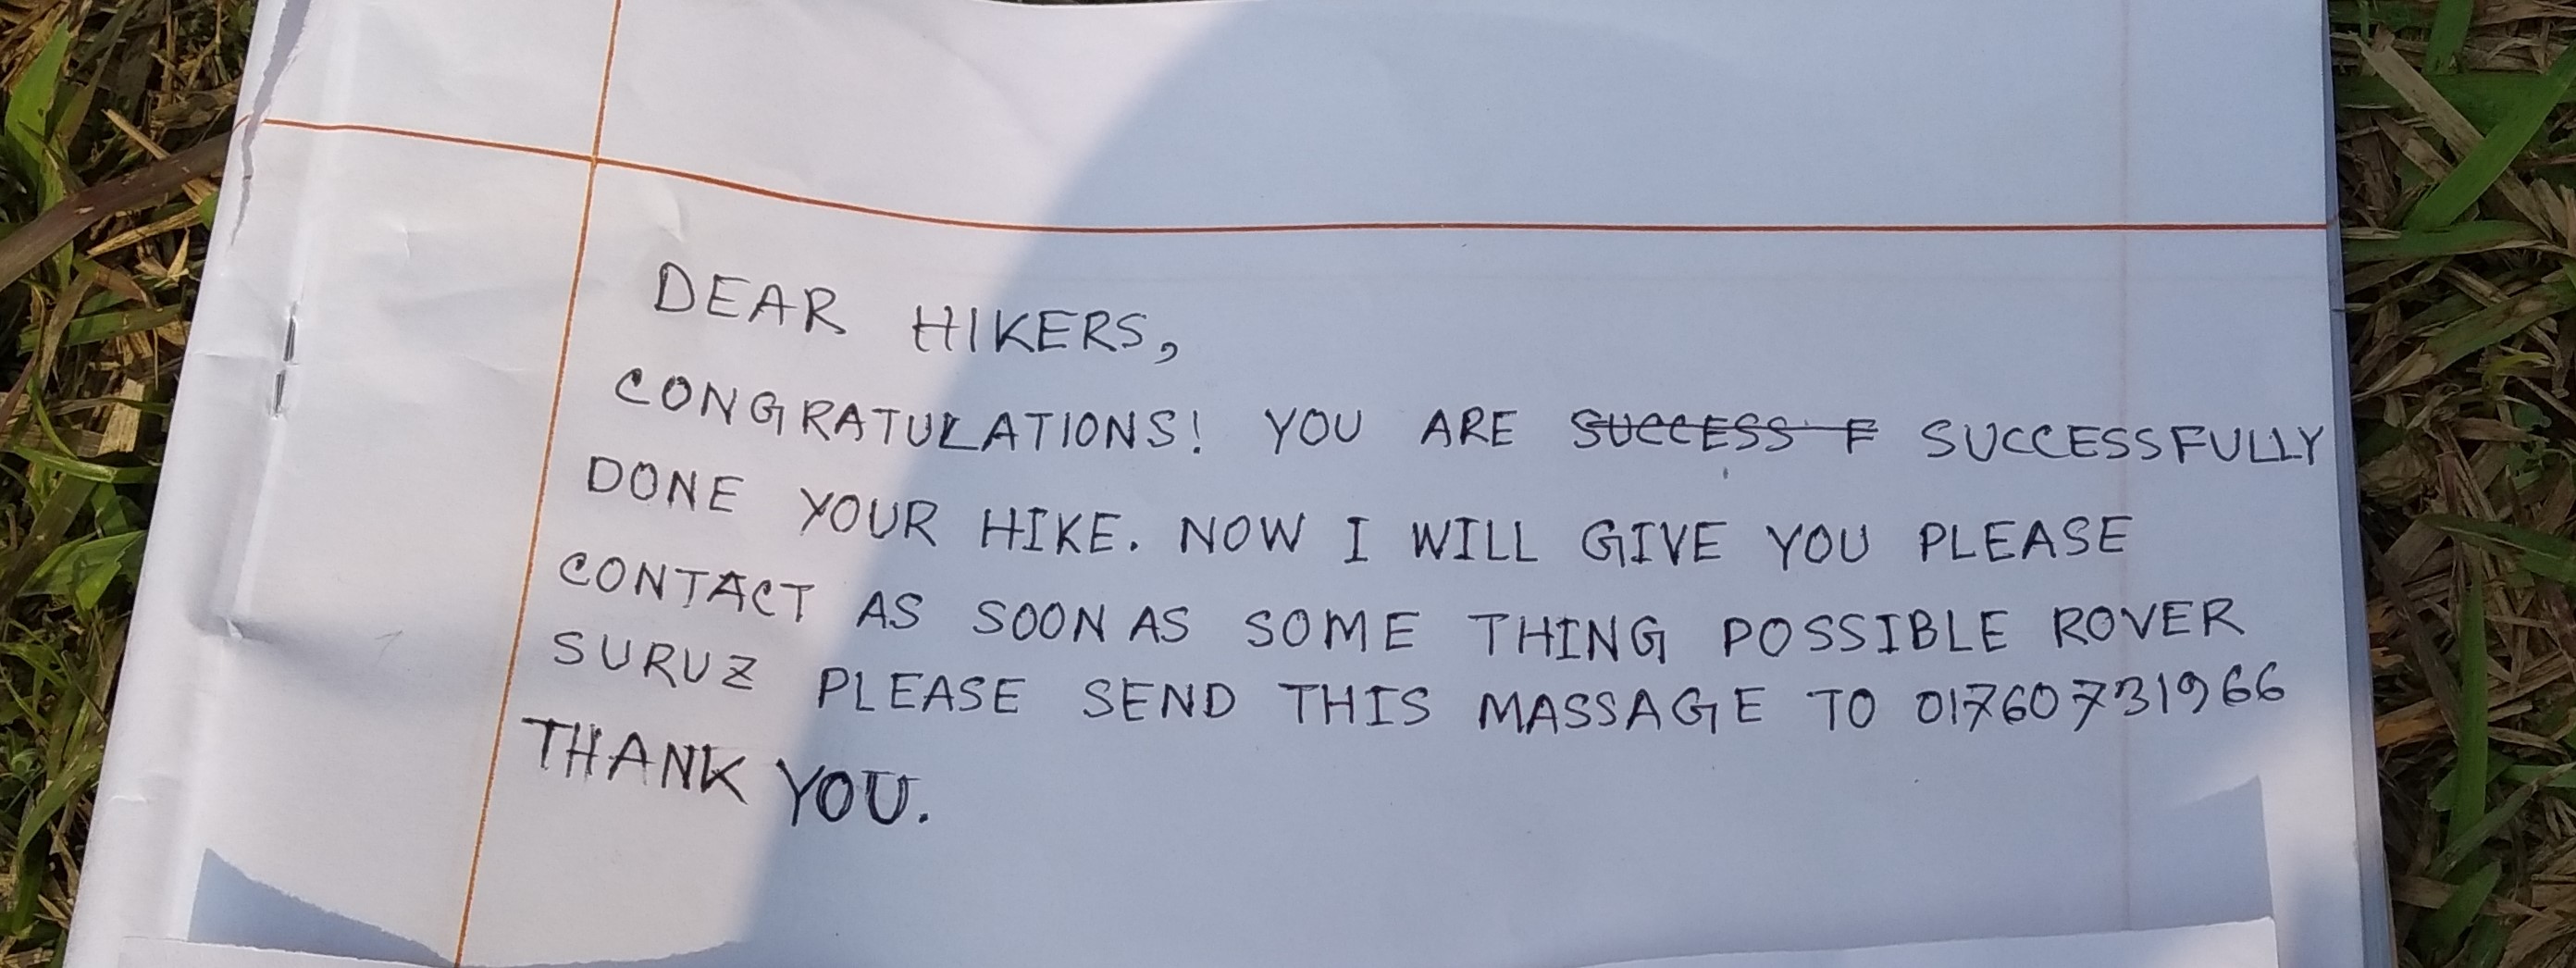 DEAR HIKERS,
CONGRATULATIONS! YOU ARE SUCCESS F SUCCESSFULLY
DONE YOUR HIKE. NOW I WILL GIVE YOU PLEASE
CONTACT AS SOON AS SOME THING POSSIBLE ROVER
SURUZ PLEASE SEND THIS MASSAGE TO 01760731966
THANK YOU.